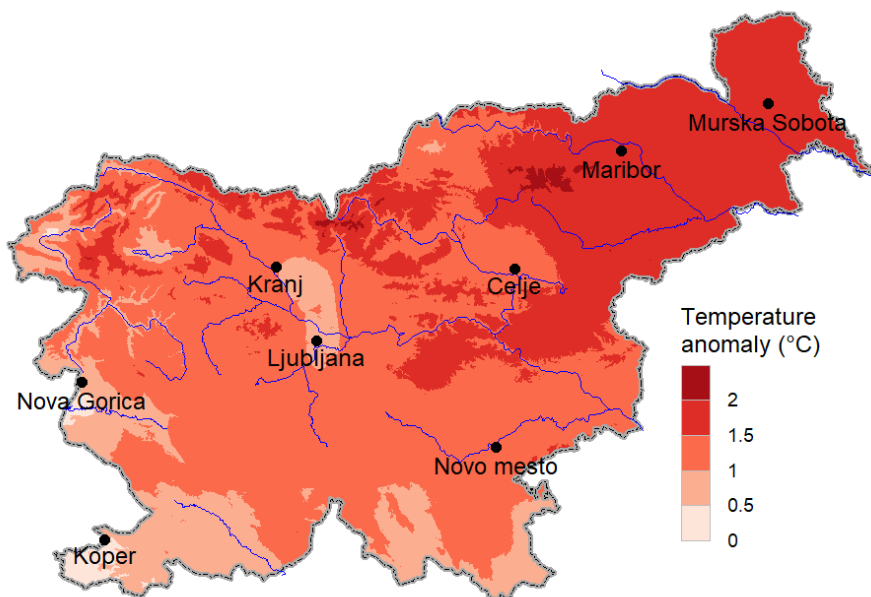 Murska Sobota
Maribor
Kranj
Celje
Ljubljana
Nova Gorica
Novo mesto
Koper
Temperature
anomaly (°C)
2
1.5
1
0.5
0